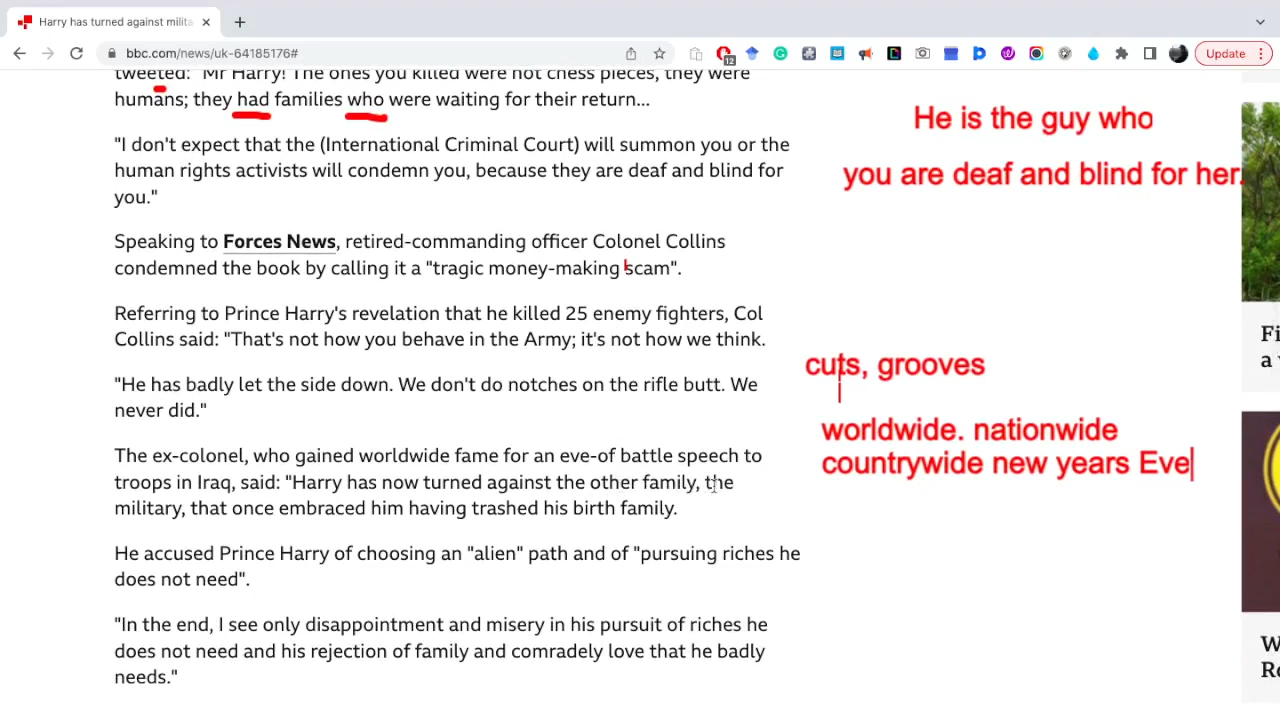 Harry has turned against milita
bbc.com/news/uk-64185176#
12
Update
tweeted: "Mr Harry! The ones you killed were not chess pieces, they were
humans; they had families who were waiting for their return...
He is the guy who
"I don't expect that the (International Criminal Court) will summon you or the
human rights activists will condemn you, because they are deaf and blind for
you."
you are deaf and blind for her.
Speaking to Forces News, retired-commanding officer Colonel Collins
condemned the book by calling it a "tragic money-making scam".
Referring to Prince Harry's revelation that he killed 25 enemy fighters, Col
Collins said: "That's not how you behave in the Army; it's not how we think.
Fi
a
"He has badly let the side down. We don't do notches on the rifle butt. We
never did."
cuts, grooves
The ex-colonel, who gained worldwide fame for an eve-of battle speech to
troops in Iraq, said: "Harry has now turned against the other family, the
military, that once embraced him having trashed his birth family.
worldwide. nationwide
countrywide new years Eve
He accused Prince Harry of choosing an "alien" path and of "pursuing riches he
does not need".
"In the end, I see only disappointment and misery in his pursuit of riches he
does not need and his rejection of family and comradely love that he badly
needs."
W
Ro